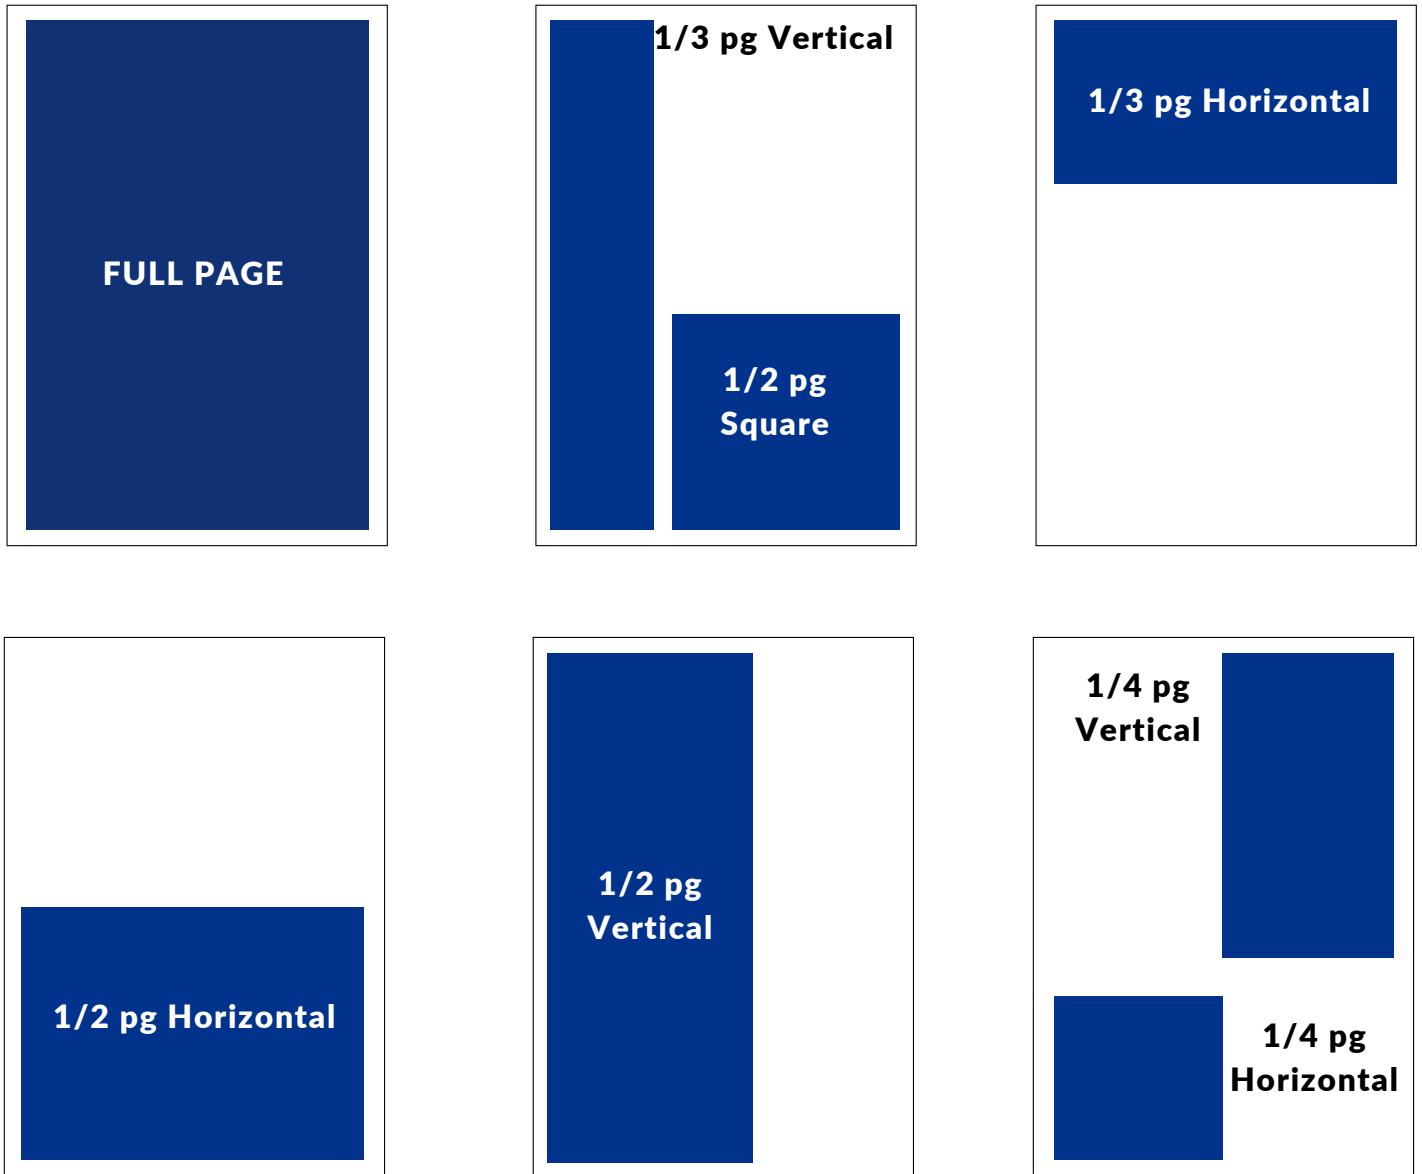 FULL PAGE
1/3 pg Vertical
1/2 pg
Square
1/3 pg Horizontal
1/2 pg Horizontal
1/2 pg
Vertical
1/4 pg
Vertical
1/4 pg
Horizontal